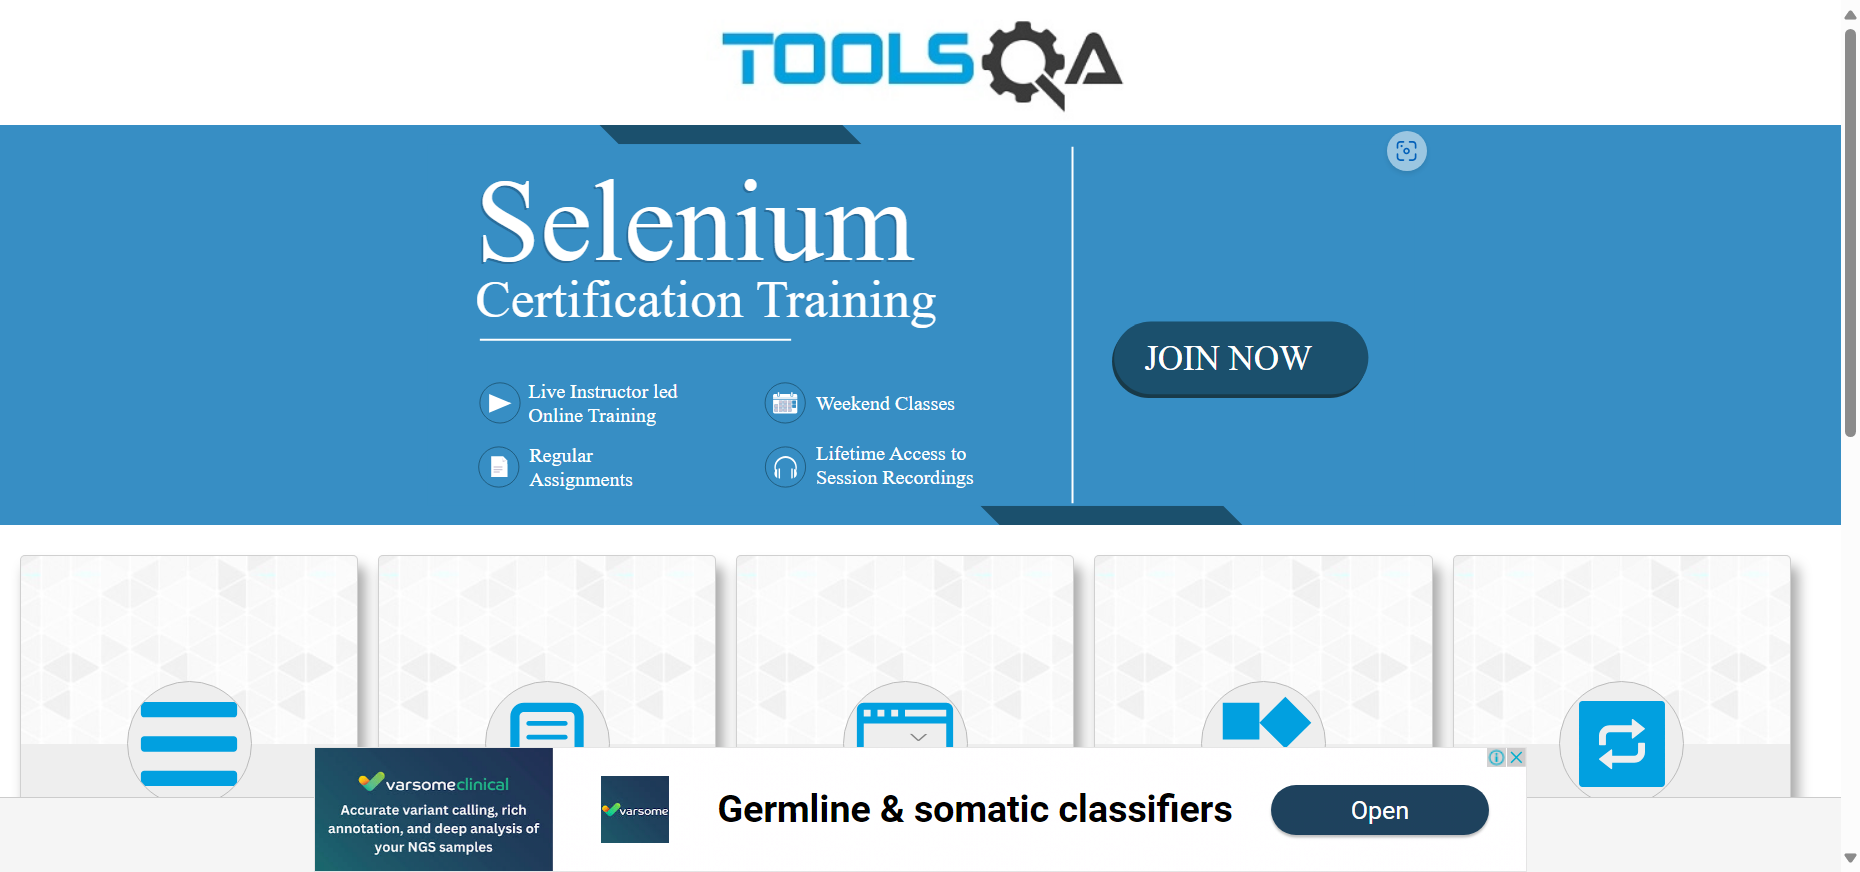 TOOLSQA
Selenium
Certification Training
Live Instructor led
Online Training
Weekend Classes
Regular
Assignments
Lifetime Access to
Session Recordings
JOIN NOW
varsomeclinical
Accurate variant calling, rich
annotation, and deep analysis of
your NGS samples
varsome
Germline & somatic classifiers
Open